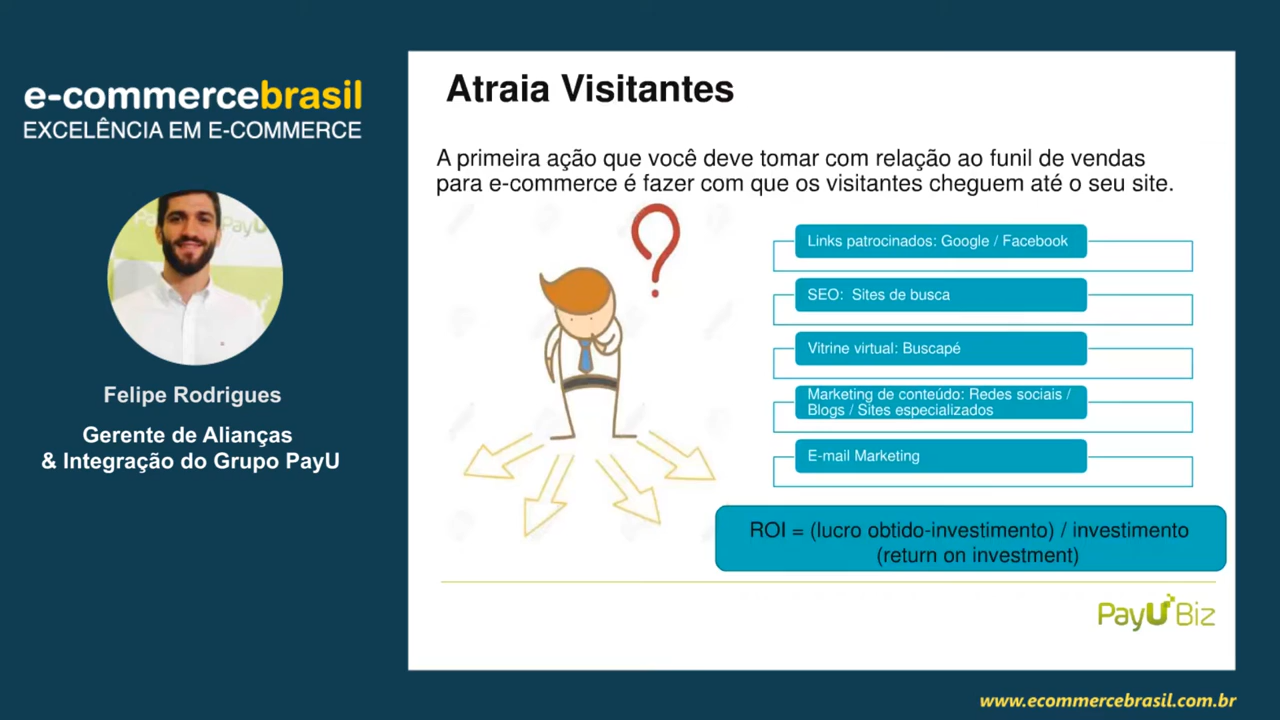 e-commercebrasil
EXCELÊNCIA EM E-COMMERCE
Felipe Rodrigues
Gerente de Alianças
& Integração do Grupo PayU
Atraia Visitantes
A primeira ação que você deve tomar com relação ao funil de vendas
para e-commerce é fazer com que os visitantes cheguem até o seu site.
Links patrocinados: Google / Facebook
SEO: Sites de busca
Vitrine virtual: Buscapé
Marketing de conteúdo: Redes sociais /
Blogs / Sites especializados
E-mail Marketing
ROI = (lucro obtido-investimento) / investimento
(return on investment)
PayU Biz
www.ecommercebrasil.com.br